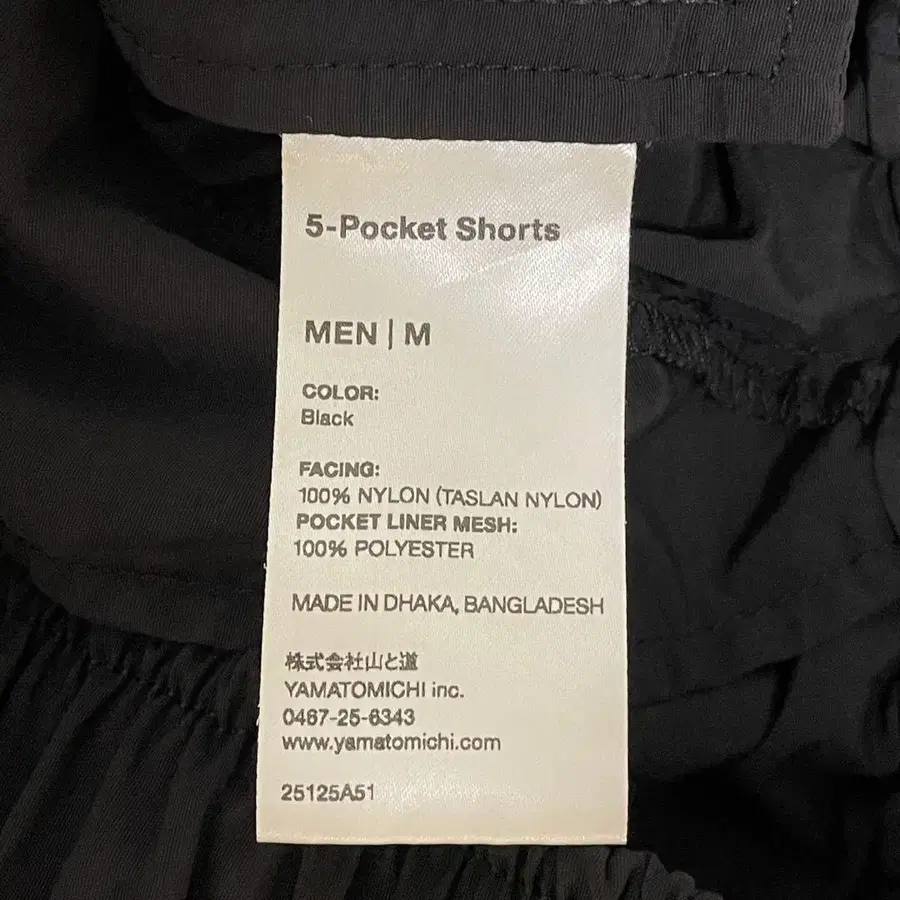 5-Pocket Shorts
MEN | M
COLOR:
Black
FACING:
100% NYLON (TASLAN NYLON)
POCKET LINER MESH:
100% POLYESTER
MADE IN DHAKA, BANGLADESH
株式会社山と道
YAMATOMICHI inc.
0467-25-6343
www.yamatomichi.com
25125A51